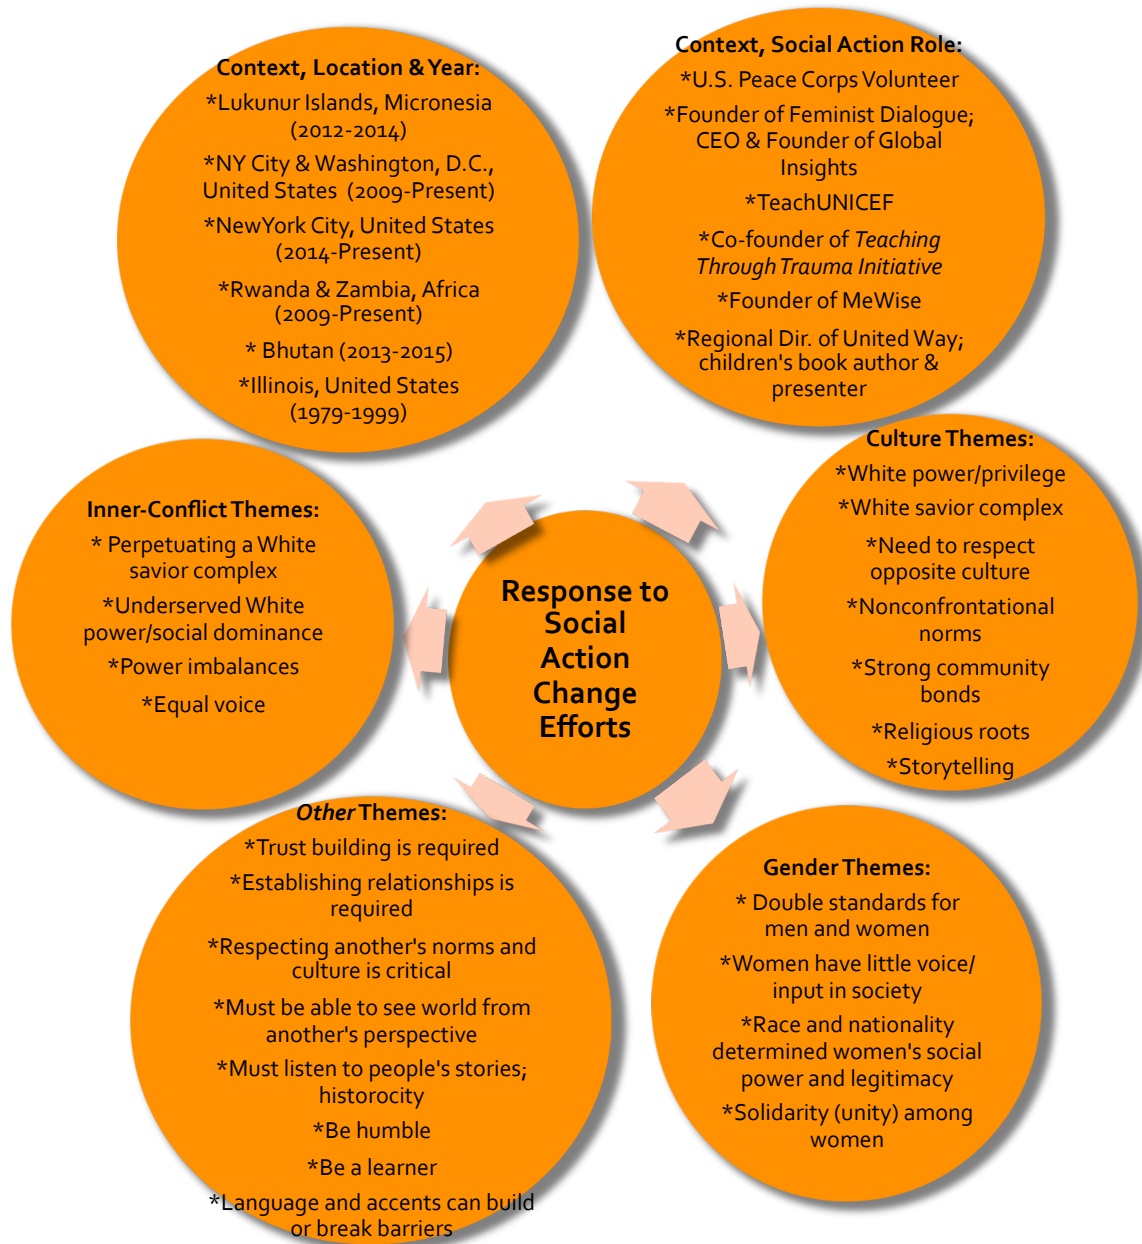 Context, Location & Year:
*Lukunur Islands, Micronesia
(2012-2014)
*NY City & Washington, D.C.,
United States (2009-Present)
*NewYork City, United States
(2014-Present)
*Rwanda & Zambia, Africa
(2009-Present)
* Bhutan (2013-2015)
*Illinois, United States
(1979-1999)
Context, Social Action Role:
*U.S. Peace Corps Volunteer
*Founder of Feminist Dialogue;
CEO & Founder of Global
Insights
*TeachUNICEF
*Co-founder of Teaching
Through Trauma Initiative
*Founder of MeWise
*Regional Dir. of United Way;
children's book author &
presenter
Inner-Conflict Themes:
* Perpetuating a White
savior complex
*Underserved White
power/social dominance
*Power imbalances
*Equal voice
Response to
Social
Action
Change
Efforts
Culture Themes:
*White power/privilege
*White savior complex
*Need to respect
opposite culture
*Nonconfrontational
norms
*Strong community
bonds
*Religious roots
*Storytelling
Other Themes:
*Trust building is required
*Establishing relationships is
required
*Respecting another's norms and
culture is critical
*Must be able to see world from
another's perspective
*Must listen to people's stories;
historocity
*Be humble
*Be a learner
*Language and accents can build
or break barriers
Gender Themes:
* Double standards for
men and women
*Women have little voice/
input in society
*Race and nationality
determined women's social
power and legitimacy
*Solidarity (unity) among
women